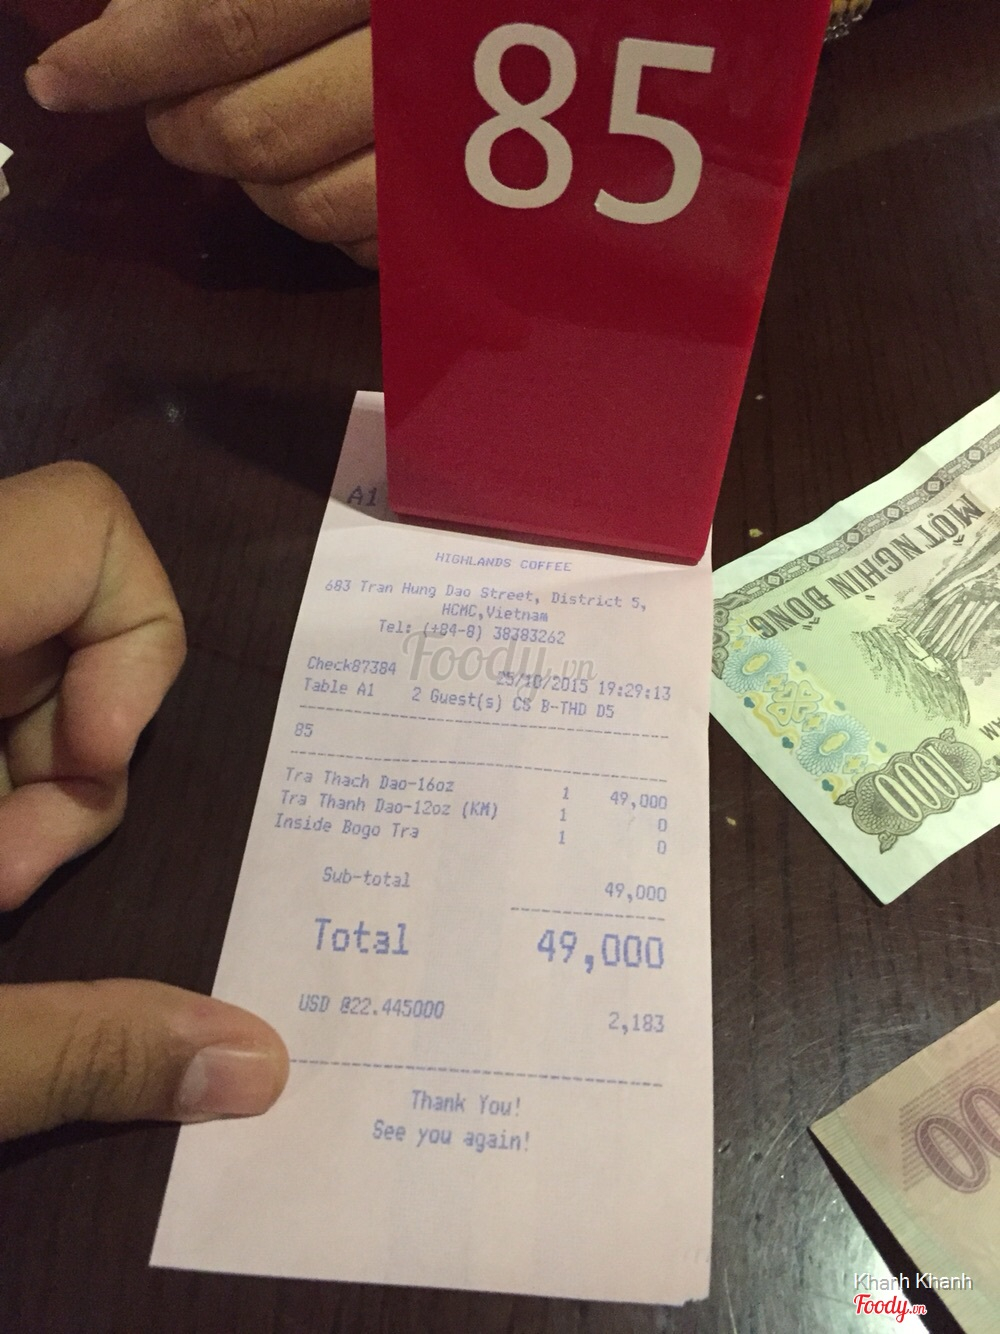 85
A1
HIGHLANDS COFFEE
683 Tran Hung Dao Street, District 5,
HCMC,Vietnam
Tel: (+84-8) 38383262
Foody.vn
Check87384 25/10/2015 19:29:13
Table A1 2 Guest(s) CS B-THD D5
85
Tra Thach Dao-16oz 1 49,000
Tra Thanh Dao-12oz (KM) 1 0
Inside Bogo Tra 1 0
Sub-total 49,000
Total 49,000
USD @22.445000 2,183
Thank You!
See you again!
MỘT NGHÌN ĐỒNG
1000
00
Khanh Khanh
Foody.vn